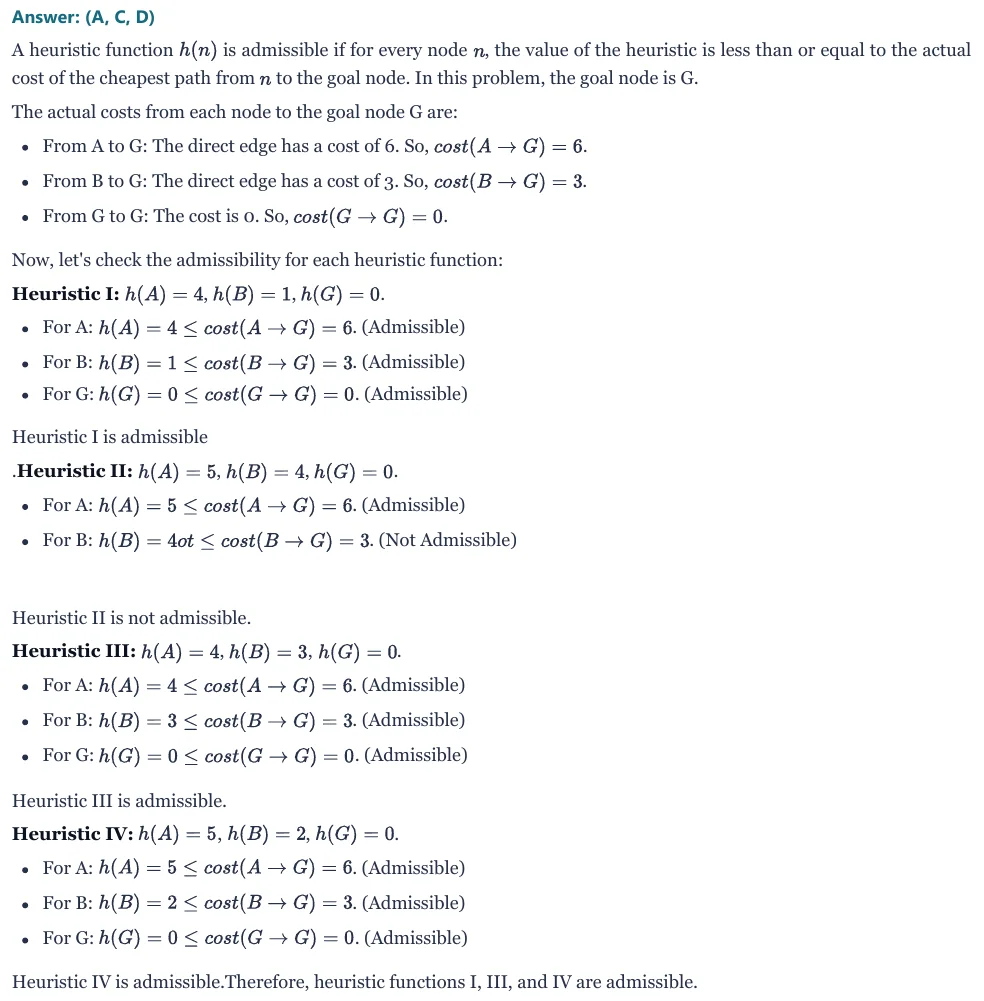 Answer: (A, C, D)
A heuristic function h(n) is admissible if for every node n, the value of the heuristic is less than or equal to the actual
cost of the cheapest path from n to the goal node. In this problem, the goal node is G.
The actual costs from each node to the goal node G are:
• From A to G: The direct edge has a cost of 6. So, cost(A → G) = 6.
• From B to G: The direct edge has a cost of 3. So, cost(B → G) = 3.
• From G to G: The cost is 0. So, cost(G → G) = 0.
Now, let's check the admissibility for each heuristic function:
Heuristic I: h(A) = 4, h(B) = 1, h(G) = 0.
• For A: h(A) = 4 ≤ cost(A → G) = 6. (Admissible)
• For B: h(B) = 1 ≤ cost(B → G) = 3. (Admissible)
• For G: h(G) = 0 ≤ cost(G → G) = 0. (Admissible)
Heuristic I is admissible
.Heuristic II: h(A) = 5, h(B) = 4, h(G) = 0.
• For A: h(A) = 5 ≤ cost(A → G) = 6. (Admissible)
• For B: h(B) = 4ot ≤ cost(B → G) = 3. (Not Admissible)
Heuristic II is not admissible.
Heuristic III: h(A) = 4, h(B) = 3, h(G) = 0.
• For A: h(A) = 4 ≤ cost(A → G) = 6. (Admissible)
• For B: h(B) = 3 ≤ cost(B → G) = 3. (Admissible)
• For G: h(G) = 0 ≤ cost(G → G) = 0. (Admissible)
Heuristic III is admissible.
Heuristic IV: h(A) = 5, h(B) = 2, h(G) = 0.
• For A: h(A) = 5 ≤ cost(A → G) = 6. (Admissible)
• For B: h(B) = 2 ≤ cost(B → G) = 3. (Admissible)
• For G: h(G) = 0 ≤ cost(G → G) = 0. (Admissible)
Heuristic IV is admissible.Therefore, heuristic functions I, III, and IV are admissible.